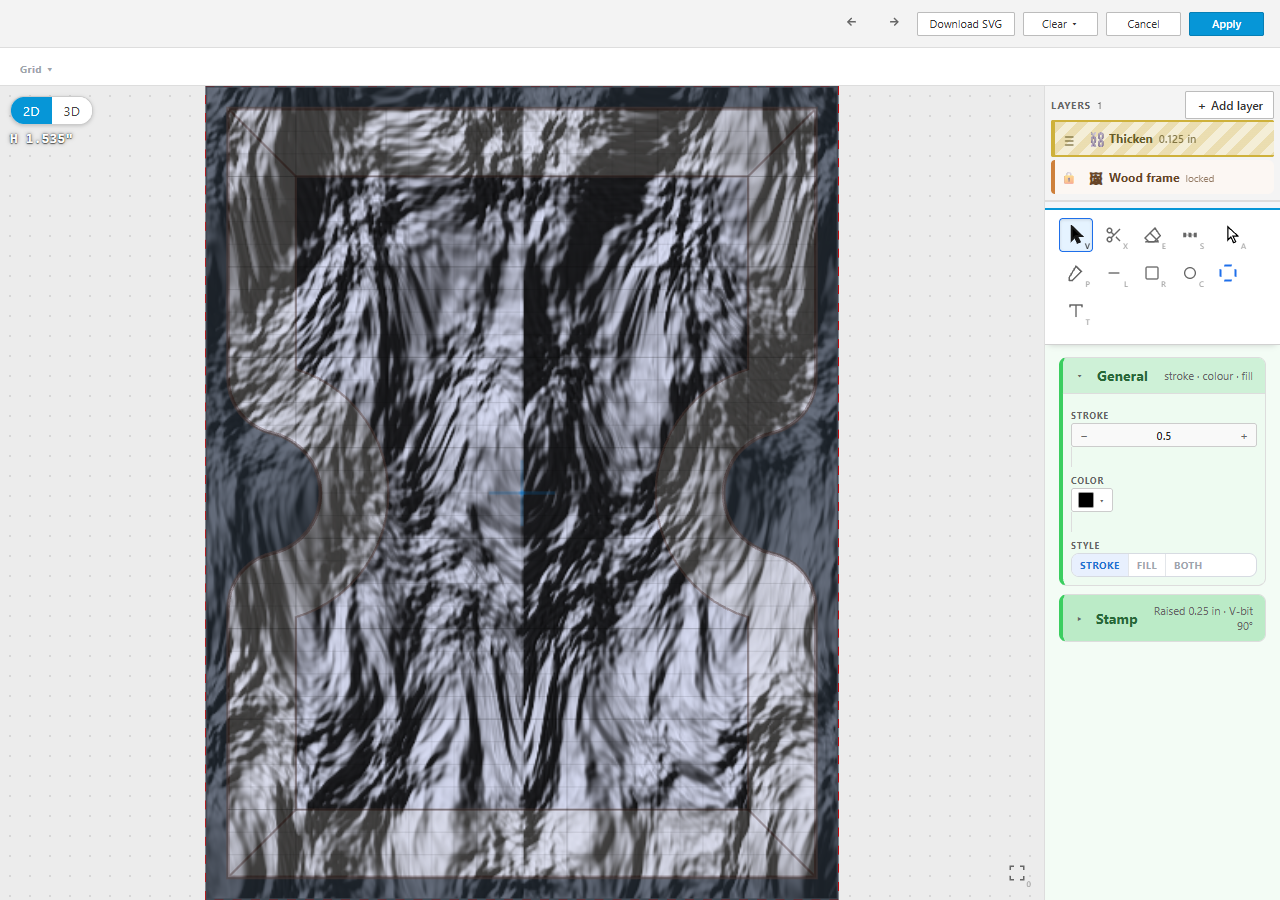 Download SVG
Clear
Cancel
Apply
Grid
2D
3D
H 1.535"
LAYERS 1
+ Add layer
Thicken 0.125 in
Wood frame locked
V
X
E
S
A
P
L
R
C
T
T
General
stroke · colour · fill
STROKE
− 0.5 +
COLOR
STYLE
STROKE FILL BOTH
Stamp
Raised 0.25 in · V-bit
90°
0